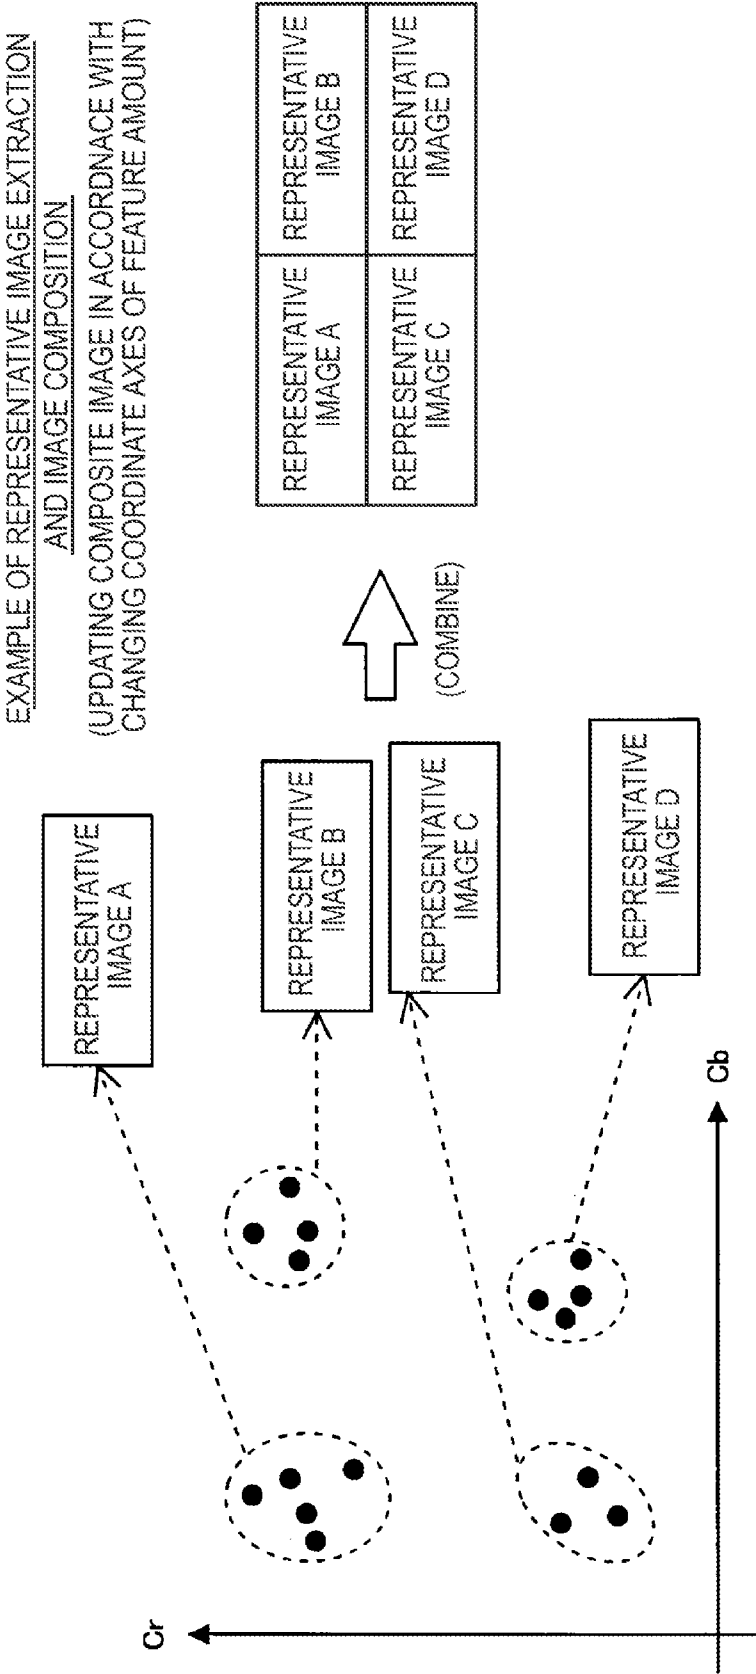 EXAMPLE OF REPRESENTATIVE IMAGE EXTRACTION
AND IMAGE COMPOSITION
(UPDATING COMPOSITE IMAGE IN ACCORDNACE WITH
CHANGING COORDINATE AXES OF FEATURE AMOUNT)
REPRESENTATIVE
IMAGE A
REPRESENTATIVE
IMAGE B
REPRESENTATIVE
IMAGE C
REPRESENTATIVE
IMAGE D
(COMBINE)
REPRESENTATIVE
IMAGE A
REPRESENTATIVE
IMAGE B
REPRESENTATIVE
IMAGE C
REPRESENTATIVE
IMAGE D
Cr
Cb